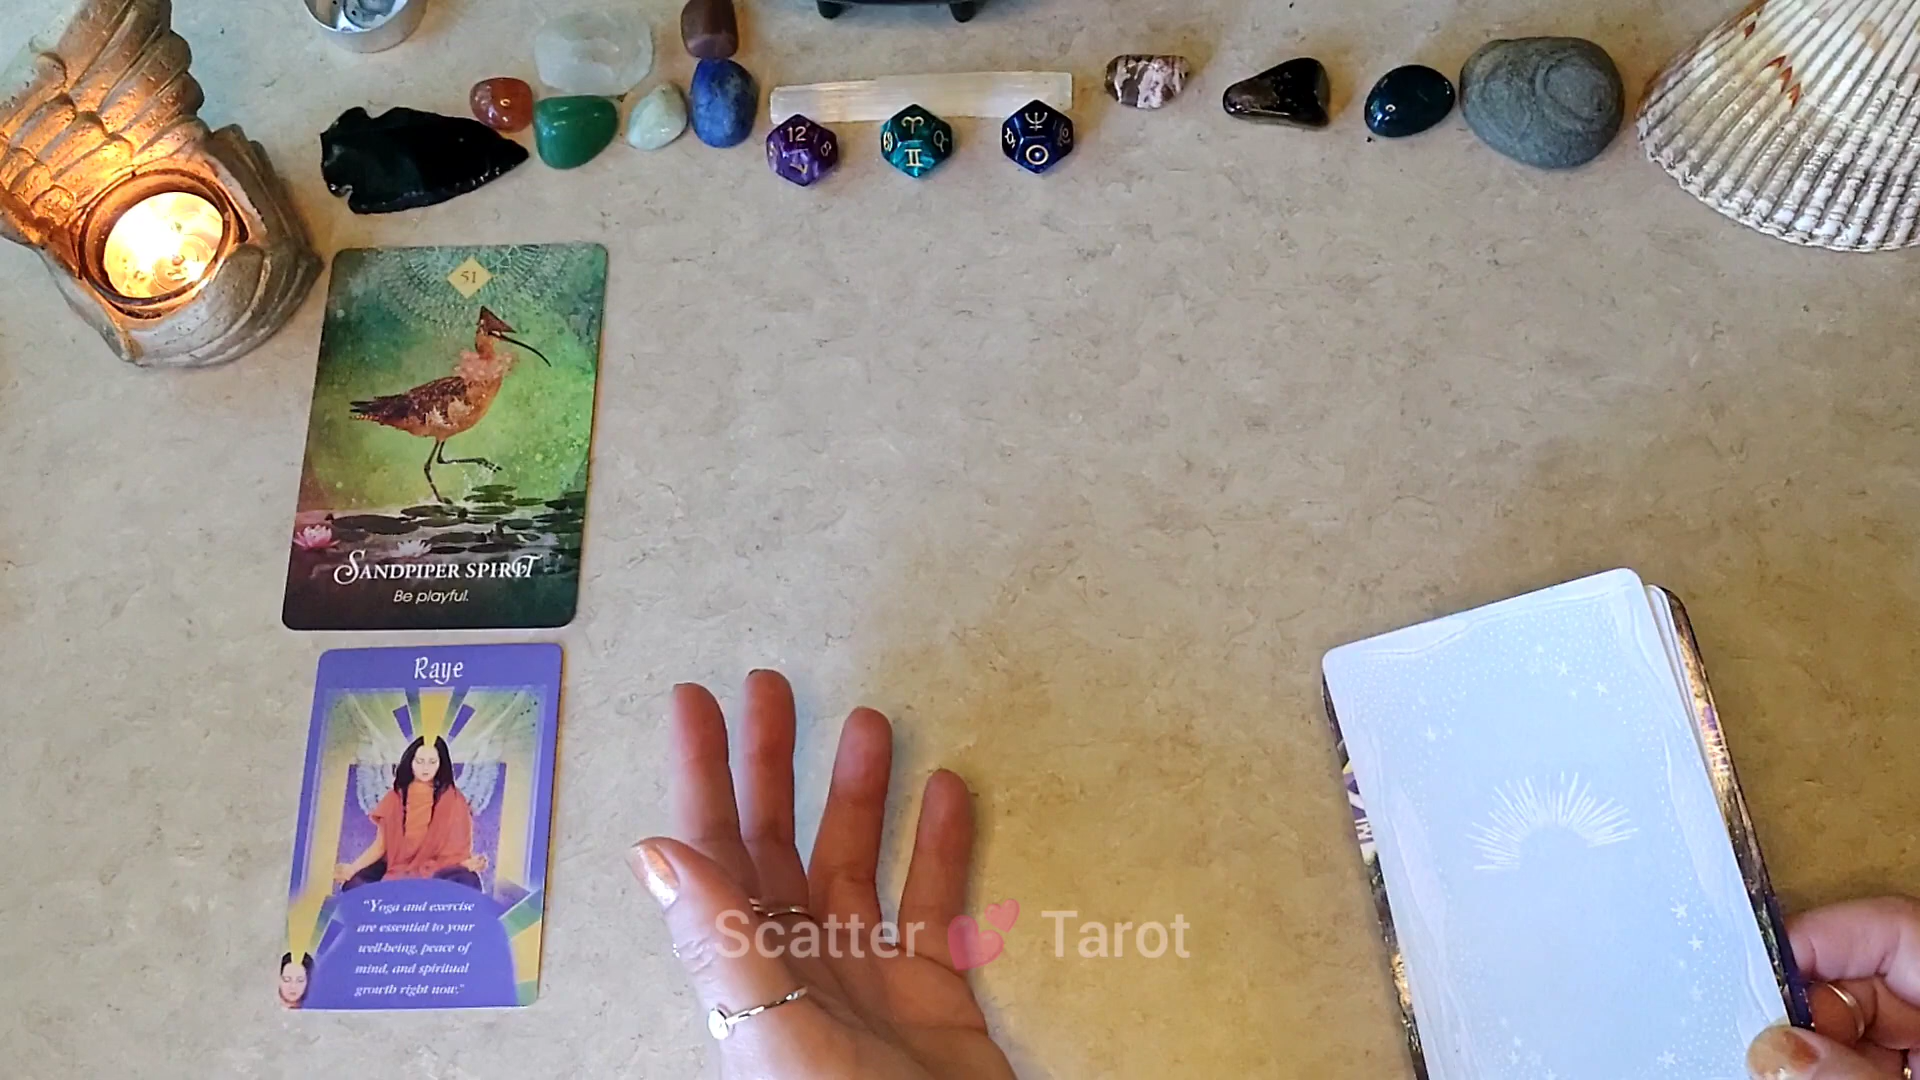 12
51
SANDPIPER SPIRIT
Be playful.
Raye
"Yoga and exercise
are essential to your
well-being, peace of
mind, and spiritual
growth right now."
Scatter 💕 Tarot